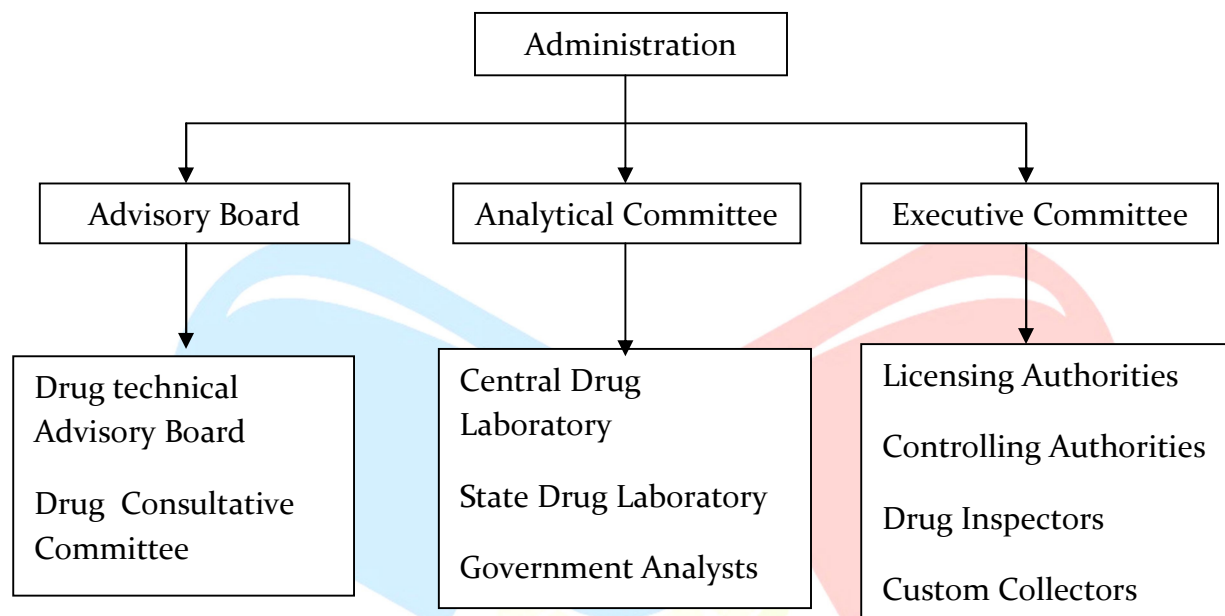 Administration
Advisory Board
Analytical Committee
Executive Committee
Drug technical
Advisory Board
Drug Consultative
Committee
Central Drug
Laboratory
State Drug Laboratory
Government Analysts
Licensing Authorities
Controlling Authorities
Drug Inspectors
Custom Collectors